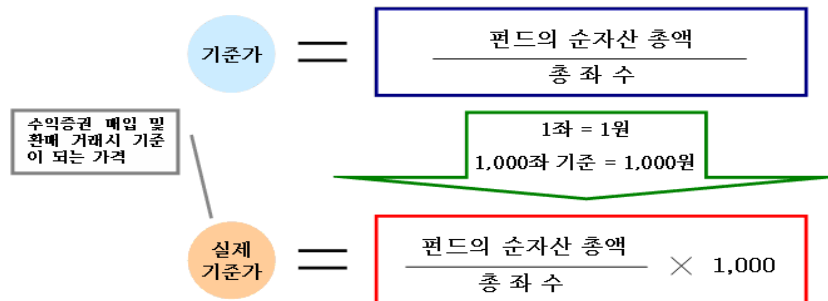 기준가
=
펀드의 순자산 총액
총 좌 수
수익증권 매입 및
환매 거래시 기준
이 되는 가격
1좌 = 1원
1,000좌 기준 = 1,000원
실제
기준가
=
펀드의 순자산 총액
총 좌 수
× 1,000